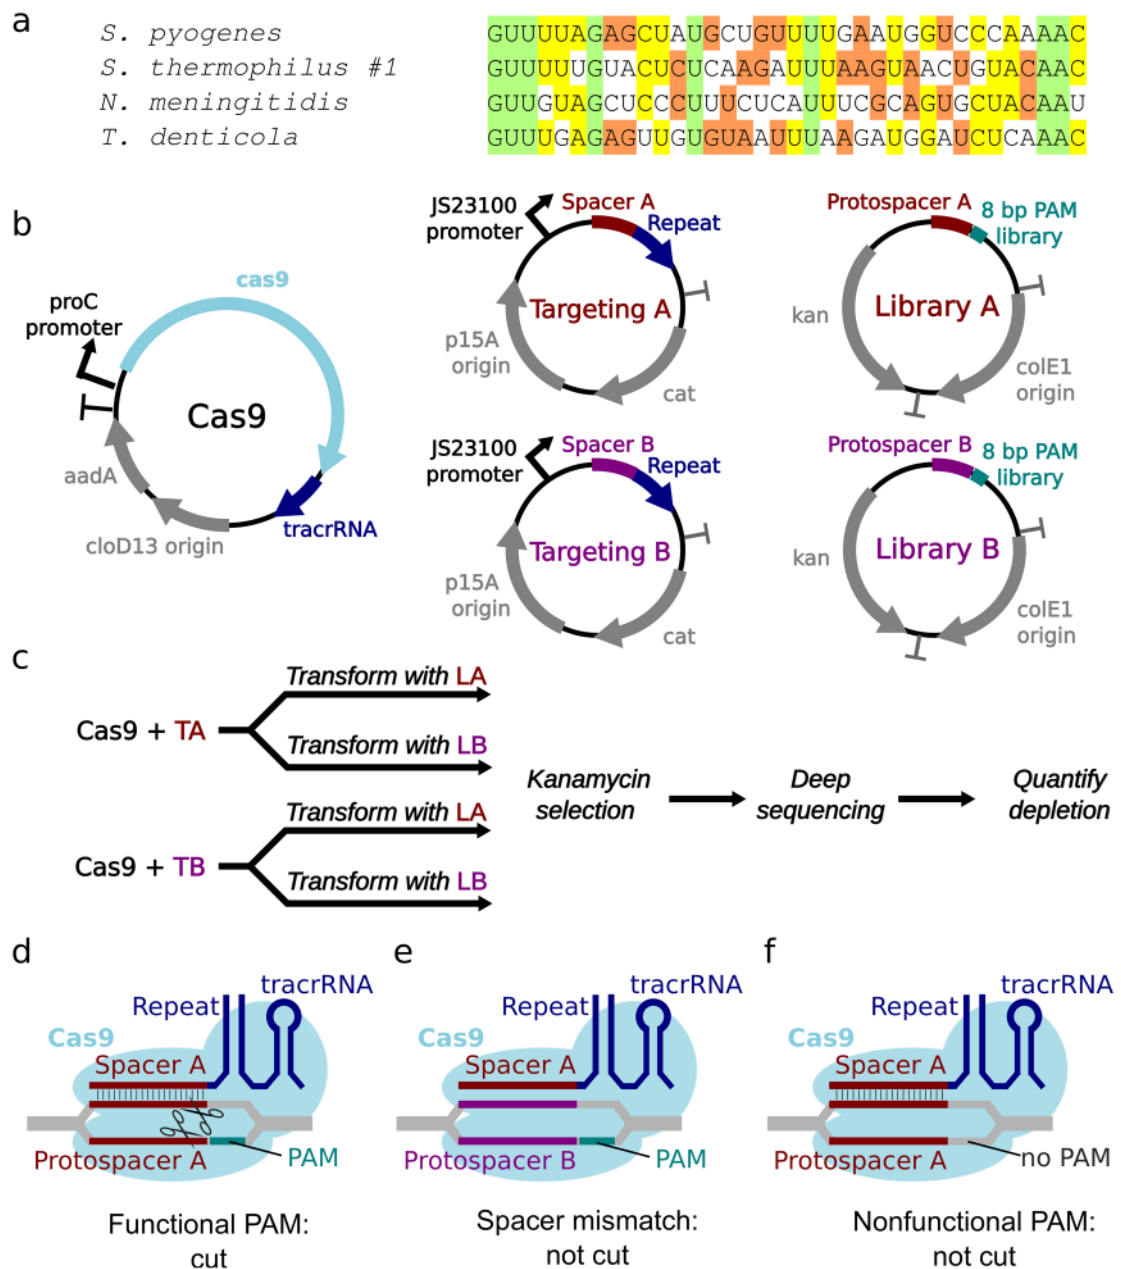 a
S. pyogenes GUUUUAGAGCUAUGCUGUUUUGAAUGGUCCCAAAAC
S. thermophilus #1 GUUUUUGUACUCUCAAGAUUUAAGUAACUGUACAAC
N. meningitidis GUUGUAGCUCCCUUUCUCAUUUCGCAGUGCUACAAU
T. denticola GUUUGAGAGUUGUGUAAUUUAAGAUGGAUCUCAAAC
b
proC
promoter
cas9
Cas9
aadA
cloD13 origin
tracrRNA
JS23100
promoter
Spacer A
Repeat
Targeting A
p15A
origin
cat
Protospacer A
8 bp PAM
library
kan
Library A
colE1
origin
JS23100
promoter
Spacer B
Repeat
Targeting B
p15A
origin
cat
Protospacer B
8 bp PAM
library
kan
Library B
colE1
origin
c
Cas9 + TA
Transform with LA
Transform with LB
Cas9 + TB
Transform with LA
Transform with LB
Kanamycin
selection
Deep
sequencing
Quantify
depletion
d
tracrRNA
Repeat
Cas9
Spacer A
Protospacer A
PAM
Functional PAM:
cut
e
tracrRNA
Repeat
Cas9
Spacer A
Protospacer B
PAM
Spacer mismatch:
not cut
f
tracrRNA
Repeat
Cas9
Spacer A
Protospacer A
no PAM
Nonfunctional PAM:
not cut